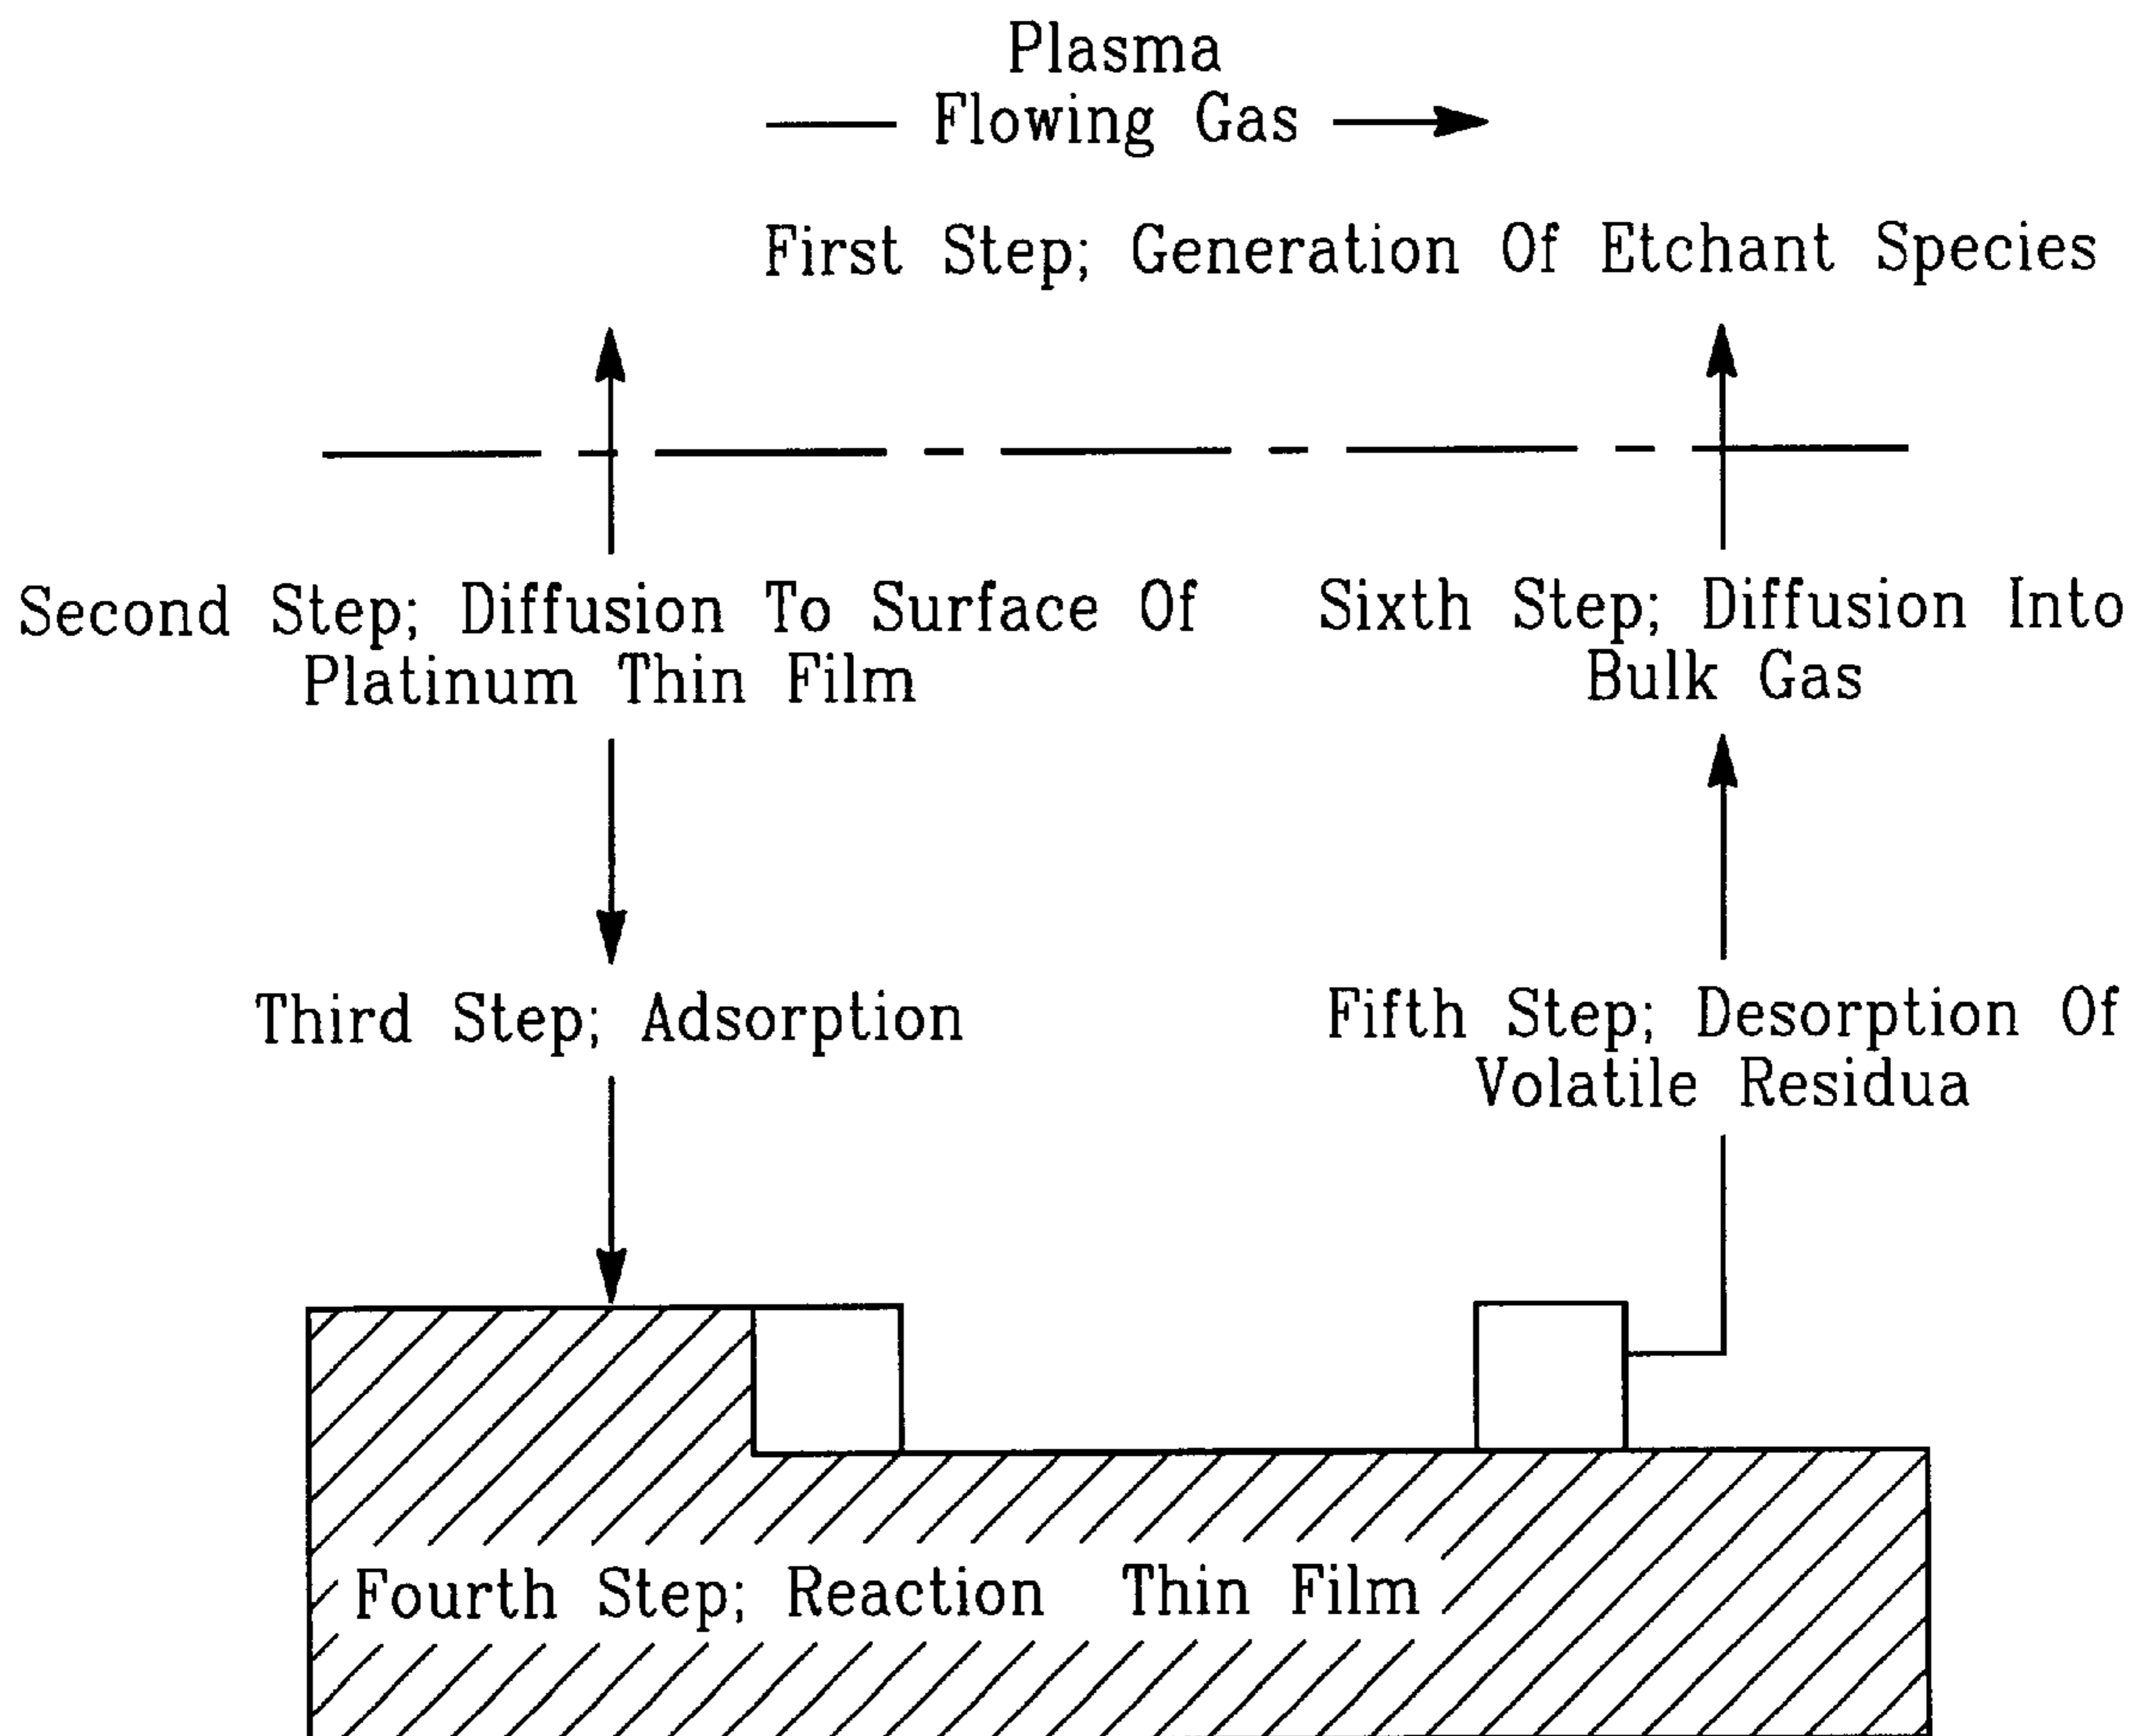 Plasma
Flowing Gas
First Step; Generation Of Etchant Species
Second Step; Diffusion To Surface Of
Platinum Thin Film
Sixth Step; Diffusion Into
Bulk Gas
Third Step; Adsorption
Fifth Step; Desorption Of
Volatile Residua
Fourth Step; Reaction Thin Film